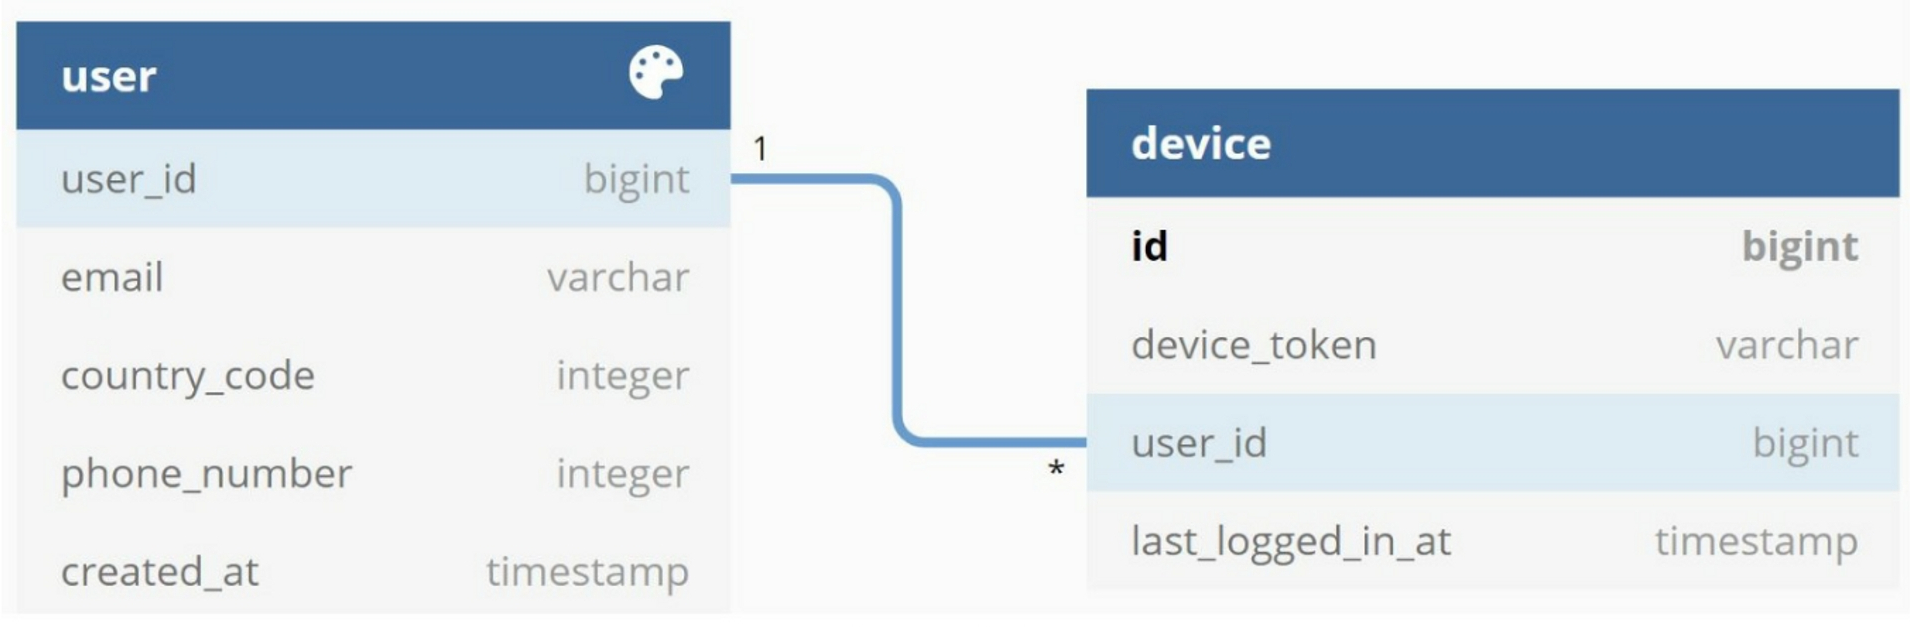 user
user_id bigint
email varchar
country_code integer
phone_number integer
created_at timestamp
1
*
device
id bigint
device_token varchar
user_id bigint
last_logged_in_at timestamp